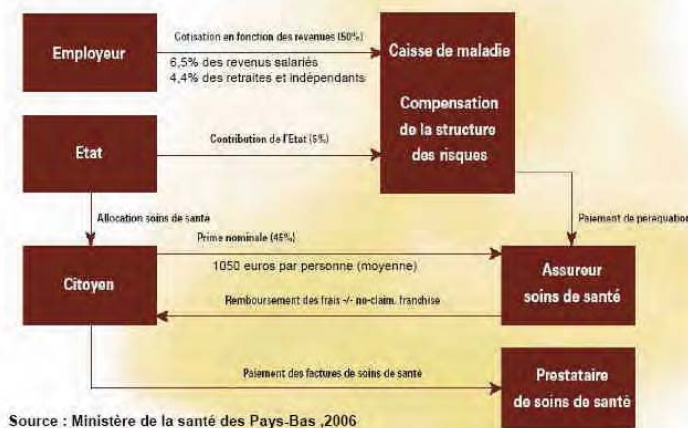 Employeur
Cotisation en fonction des revenues (50%)
6,5% des revenus salariés
4,4% des retraites et indépendants
Caisse de maladie
Compensation
de la structure
des risques
Etat
Contribution de l'Etat (5%)
Allocation soins de santé
Paiement de perequation
Prime nominale (45%)
1050 euros par personne (moyenne)
Citoyen
Assureur
soins de santé
Remboursement des frais -/- no-claim, franchise
Paiement des factures de soins de santé
Prestataire
de soins de santé
Source : Ministère de la santé des Pays-Bas ,2006